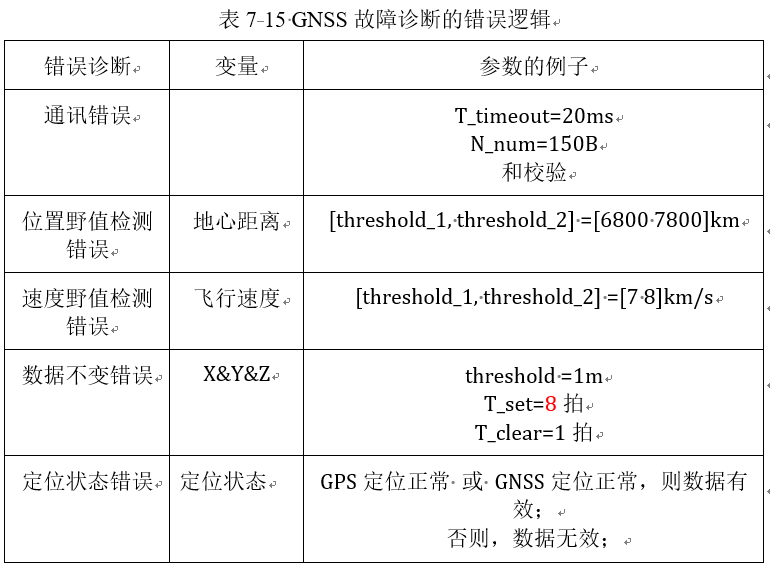 表 7-15 GNSS 故障诊断的错误逻辑
错误诊断 变量 参数的例子
通讯错误 T_timeout=20ms
N_num=150B
和校验
位置野值检测 地心距离 [threshold_1, threshold_2] =[6800 7800]km
错误
速度野值检测 飞行速度 [threshold_1, threshold_2] =[7 8]km/s
错误
数据不变错误 X&Y&Z threshold =1m
T_set=8 拍
T_clear=1 拍
定位状态错误 定位状态 GPS 定位正常 或 GNSS 定位正常，则数据有
效；
否则，数据无效；